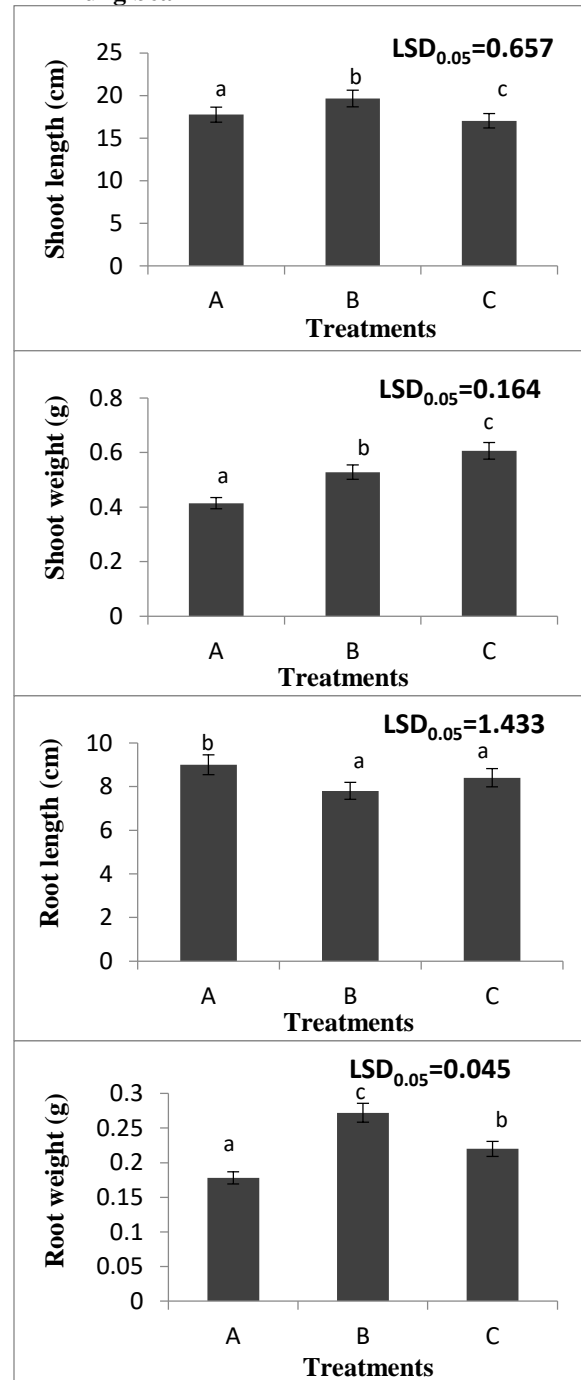 LSD0.05=0.657
Shoot length (cm)
25
20
15
10
5
0
a
b
c
A
B
C
Treatments
LSD0.05=0.164
Shoot weight (g)
0.8
0.6
0.4
0.2
0
a
b
c
A
B
C
Treatments
LSD0.05=1.433
Root length (cm)
10
8
6
4
2
0
b
a
a
A
B
C
Treatments
LSD0.05=0.045
Root weight (g)
0.3
0.25
0.2
0.15
0.1
0.05
0
a
c
b
A
B
C
Treatments